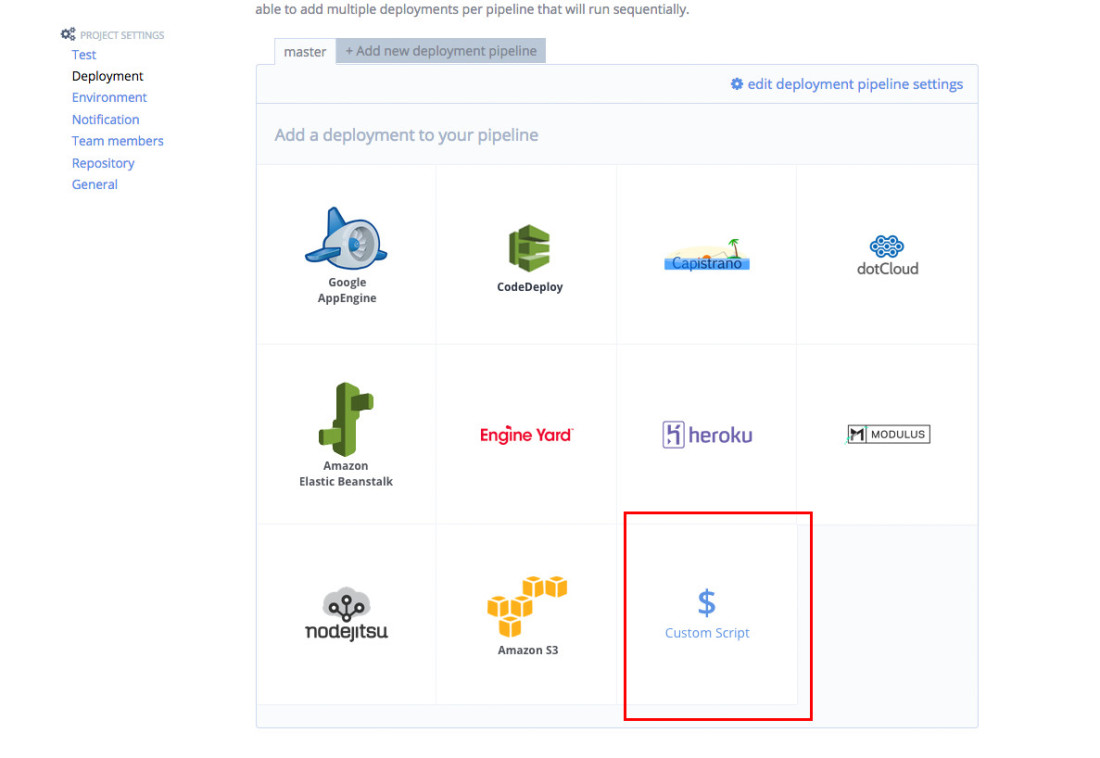 able to add multiple deployments per pipeline that will run sequentially.
PROJECT SETTINGS
Test
Deployment
Environment
Notification
Team members
Repository
General
master
+ Add new deployment pipeline
edit deployment pipeline settings
Add a deployment to your pipeline
Google
AppEngine
CodeDeploy
Capistrano
dotCloud
Amazon
Elastic Beanstalk
Engine Yard
heroku
MODULUS
nodejitsu
Amazon S3
$
Custom Script